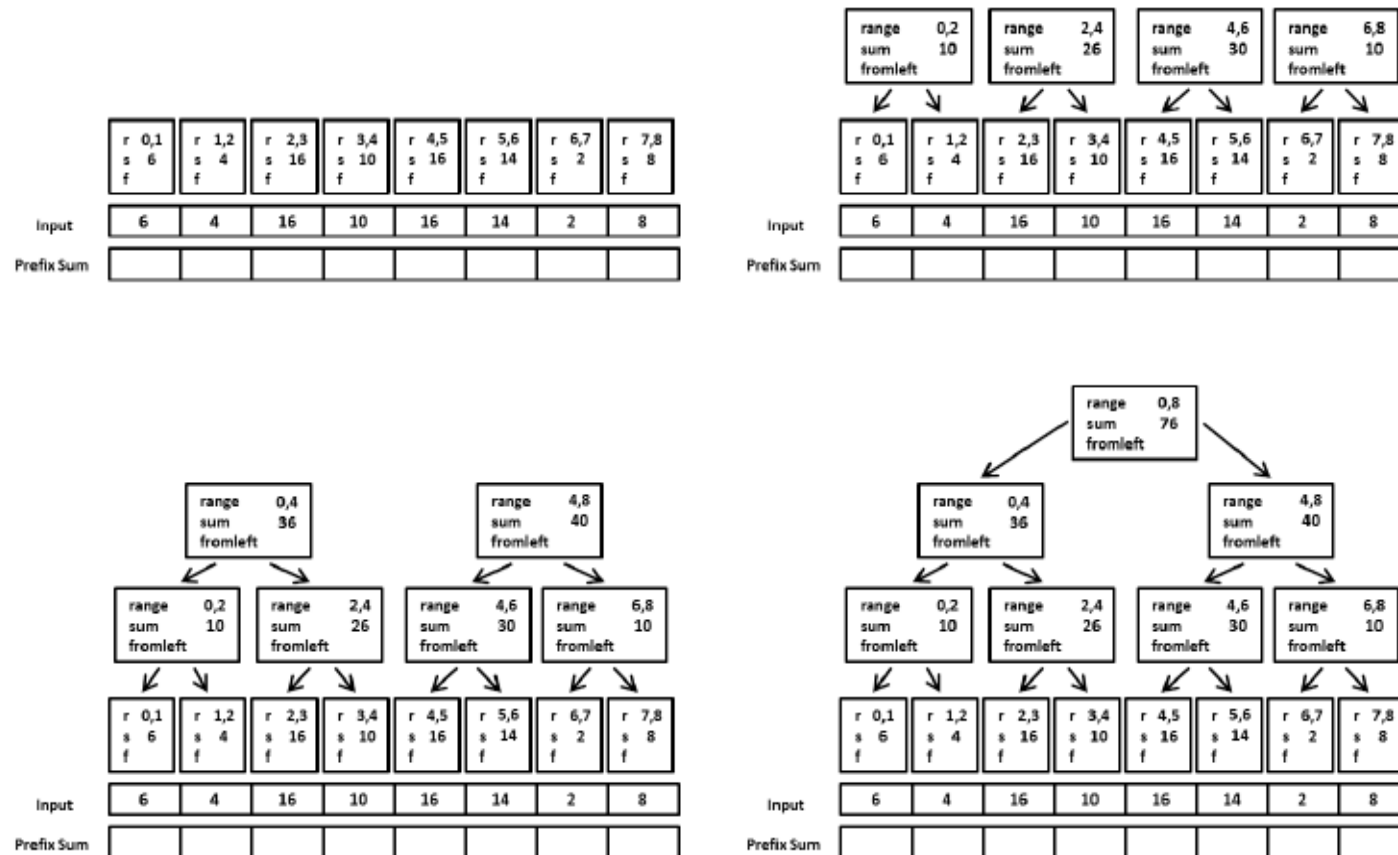 r 0,1 r 1,2 r 2,3 r 3,4 r 4,5 r 5,6 r 6,7 r 7,8
s 6 s 4 s 16 s 10 s 16 s 14 s 2 s 8
f f f f f f f f
Input 6 4 16 10 16 14 2 8
Prefix Sum
range 0,2 range 2,4 range 4,6 range 6,8
sum 10 sum 26 sum 30 sum 10
fromleft fromleft fromleft fromleft
r 0,1 r 1,2 r 2,3 r 3,4 r 4,5 r 5,6 r 6,7 r 7,8
s 6 s 4 s 16 s 10 s 16 s 14 s 2 s 8
f f f f f f f f
Input 6 4 16 10 16 14 2 8
Prefix Sum
range 0,4 range 4,8
sum 36 sum 40
fromleft fromleft
range 0,2 range 2,4 range 4,6 range 6,8
sum 10 sum 26 sum 30 sum 10
fromleft fromleft fromleft fromleft
r 0,1 r 1,2 r 2,3 r 3,4 r 4,5 r 5,6 r 6,7 r 7,8
s 6 s 4 s 16 s 10 s 16 s 14 s 2 s 8
f f f f f f f f
Input 6 4 16 10 16 14 2 8
Prefix Sum
range 0,8
sum 76
fromleft
range 0,4 range 4,8
sum 36 sum 40
fromleft fromleft
range 0,2 range 2,4 range 4,6 range 6,8
sum 10 sum 26 sum 30 sum 10
fromleft fromleft fromleft fromleft
r 0,1 r 1,2 r 2,3 r 3,4 r 4,5 r 5,6 r 6,7 r 7,8
s 6 s 4 s 16 s 10 s 16 s 14 s 2 s 8
f f f f f f f f
Input 6 4 16 10 16 14 2 8
Prefix Sum